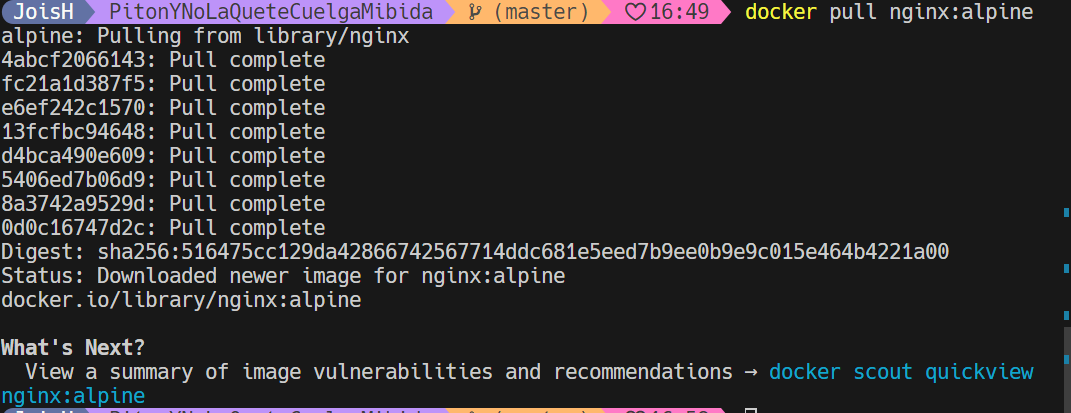 JoisH PitonYNoLaQueteCuelgaMibida (master) 16:49 docker pull nginx:alpine
alpine: Pulling from library/nginx
4abcf2066143: Pull complete
fc21a1d387f5: Pull complete
e6ef242c1570: Pull complete
13fcfbc94648: Pull complete
d4bca490e609: Pull complete
5406ed7b06d9: Pull complete
8a3742a9529d: Pull complete
0d0c16747d2c: Pull complete
Digest: sha256:516475cc129da42866742567714ddc681e5eed7b9ee0b9e9c015e464b4221a00
Status: Downloaded newer image for nginx:alpine
docker.io/library/nginx:alpine
What's Next?
View a summary of image vulnerabilities and recommendations → docker scout quickview
nginx:alpine